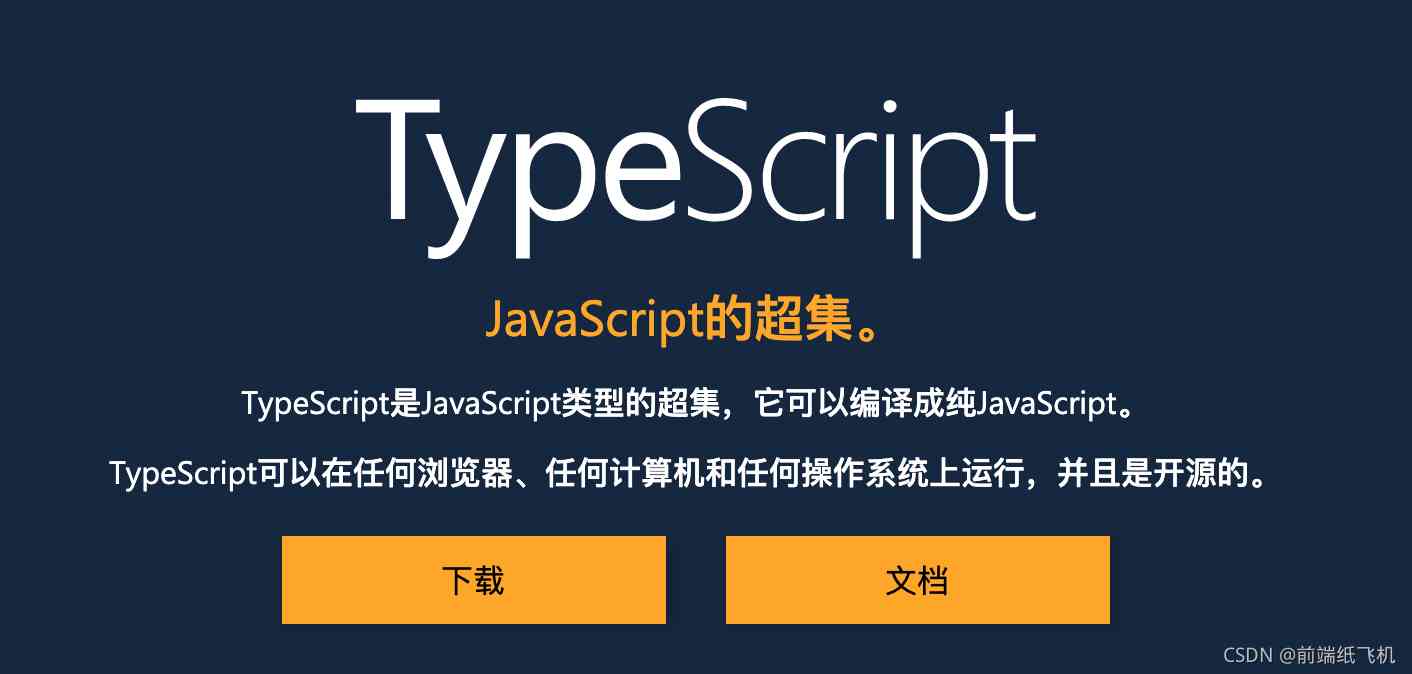 TypeScript
JavaScript的超集。
TypeScript是JavaScript类型的超集，它可以编译成纯JavaScript。
TypeScript可以在任何浏览器、任何计算机和任何操作系统上运行，并且是开源的。
下载 文档
CSDN @前端纸飞机